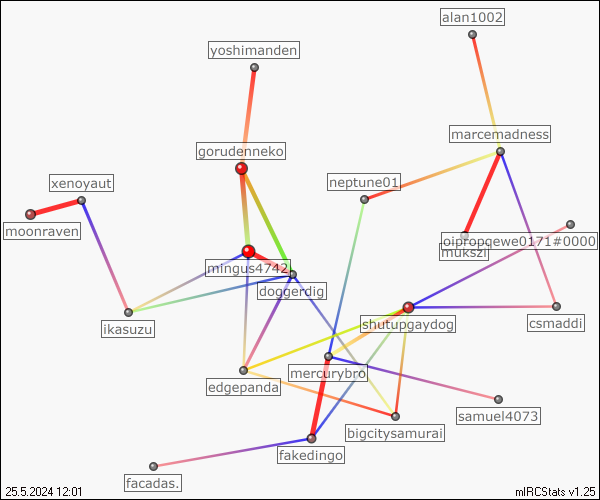 alan1002
yoshimanden
marcemadness
gorudenneko
neptune01
xenoyaut
moonraven
oipropqewe0171#0000
mukszi
mingus4742
doggerdig
ikasuzu
shutupgaydog
csmaddi
mercurybro
edgepanda
samuel4073
bigcitysamurai
fakedingo
facadas.
25.5.2024 12:01
mIRCStats v1.25